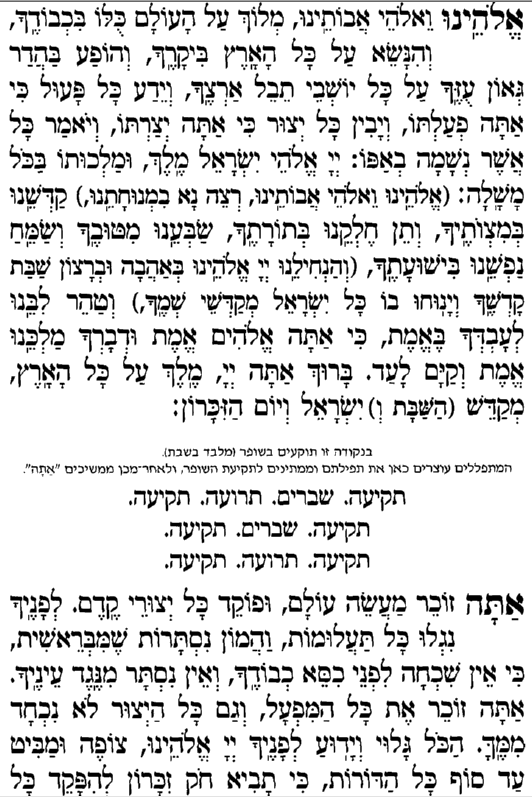 אֱלֹהֵֽינוּ וֵאלֹהֵי אֲבוֹתֵֽינוּ, מְלוֹךְ עַל הָעוֹלָם כֻּלּוֹ בִּכְבוֹדֶֽךָ,
וְהִנָּשֵׂא עַל כָּל הָאָֽרֶץ בִּיקָרֶֽךָ, וְהוֹפַע בַּהֲדַר
גְּאוֹן עֻזֶּֽךָ עַל כָּל יוֹשְׁבֵי תֵבֵל אַרְצֶֽךָ, וְיֵדַע כָּל פָּעוּל כִּי
אַתָּה פְעַלְתּוֹ, וְיָבִין כָּל יְצוּר כִּי אַתָּה יְצַרְתּוֹ, וְיֹאמַר כָּל
אֲשֶׁר נְשָׁמָה בְאַפּוֹ: יְיָ אֱלֹהֵי יִשְׂרָאֵל מֶֽלֶךְ, וּמַלְכוּתוֹ בַּכֹּל
מָשָֽׁלָה: (אֱלֹהֵֽינוּ וֵאלֹהֵי אֲבוֹתֵֽינוּ, רְצֵה נָא בִמְנוּחָתֵֽנוּ,) קַדְּשֵֽׁנוּ
בְּמִצְוֹתֶֽיךָ, וְתֵן חֶלְקֵֽנוּ בְּתוֹרָתֶֽךָ, שַׂבְּעֵֽנוּ מִטּוּבֶֽךָ וְשַׂמַּח
נַפְשֵֽׁנוּ בִּישׁוּעָתֶֽךָ, (וְהַנְחִילֵֽנוּ יְיָ אֱלֹהֵֽינוּ בְּאַהֲבָה וּבְרָצוֹן שַׁבַּת
קׇדְשֶֽׁךָ וְיָנֽוּחוּ בוֹ כָּל יִשְׂרָאֵל מְקַדְּשֵׁי שְׁמֶֽךָ,) וְטַהֵר לִבֵּֽנוּ
לְעׇבְדְּךָ בֶּאֱמֶת, כִּי אַתָּה אֱלֹהִים אֱמֶת וּדְבָרְךָ מַלְכֵּֽנוּ
אֱמֶת וְקַיָּם לָעַד. בָּרוּךְ אַתָּה יְיָ, מֶֽלֶךְ עַל כָּל הָאָֽרֶץ,
מְקַדֵּשׁ (הַשַּׁבָּת וְ) יִשְׂרָאֵל וְיוֹם הַזִּכָּרוֹן:
בנקודה זו תוקעים בשופר (מלבד בשבת).
המתפללים עוצרים כאן את תפילתם וממתינים לתקיעת השופר, ולאחר־מכן ממשיכים "אַתָּה".
תקיעה. שברים. תרועה. תקיעה.
תקיעה. שברים. תקיעה.
תקיעה. תרועה. תקיעה.
אַתָּה זוֹכֵר מַעֲשֵׂה עוֹלָם, וּפוֹקֵד כָּל יְצוּרֵי קֶֽדֶם. לְפָנֶֽיךָ
נִגְלוּ כָּל תַּעֲלוּמוֹת, וַהֲמוֹן נִסְתָּרוֹת שֶׁמִּבְּרֵאשִׁית,
כִּי אֵין שִׁכְחָה לִפְנֵי כִסֵּא כְבוֹדֶֽךָ, וְאֵין נִסְתָּר מִנֶּֽגֶד עֵינֶֽיךָ.
אַתָּה זוֹכֵר אֶת כָּל הַמִּפְעָל, וְגַם כָּל הַיְצוּר לֹא נִכְחָד
מִמֶּֽךָּ. הַכֹּל גָּלוּי וְיָדֽוּעַ לְפָנֶֽיךָ יְיָ אֱלֹהֵֽינוּ, צוֹפֶה וּמַבִּיט
עַד סוֹף כָּל הַדּוֹרוֹת, כִּי תָבִיא חֹק זִכָּרוֹן לְהִפָּקֵד כָּל